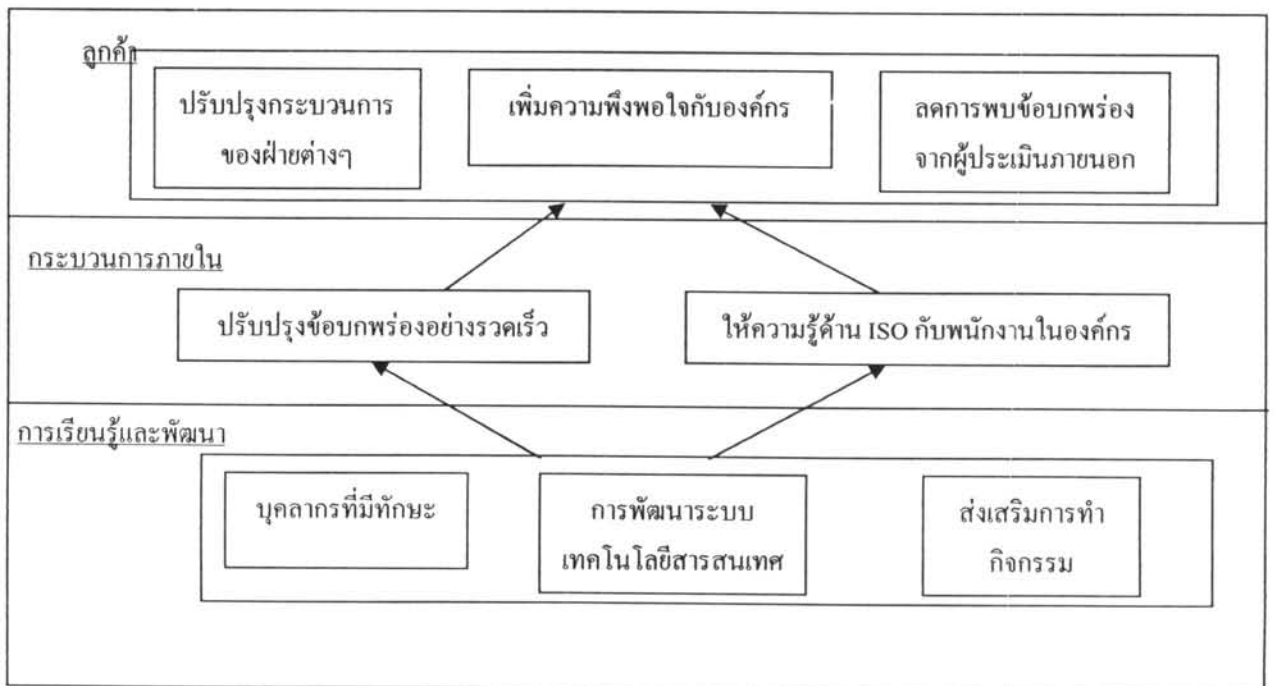 ลูกค้า
ปรับปรุงกระบวนการ
ของฝ่ายต่างๆ
เพิ่มความพึงพอใจกับองค์กร
ลดการพบข้อบกพร่อง
จากผู้ประเมินภายนอก
กระบวนการภายใน
ปรับปรุงข้อบกพร่องอย่างรวดเร็ว
ให้ความรู้ด้าน ISO กับพนักงานในองค์กร
การเรียนรู้และพัฒนา
บุคลากรที่มีทักษะ
การพัฒนาระบบ
เทคโนโลยีสารสนเทศ
ส่งเสริมการทำ
กิจกรรม